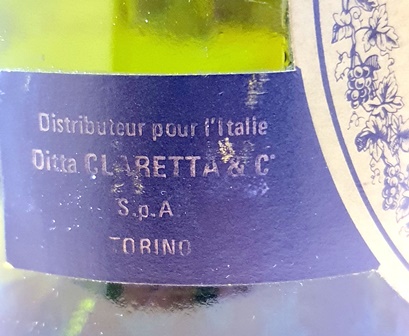 Distributeur pour l'Italie
Ditta CLARETTA & C°
S.p.A
TORINO